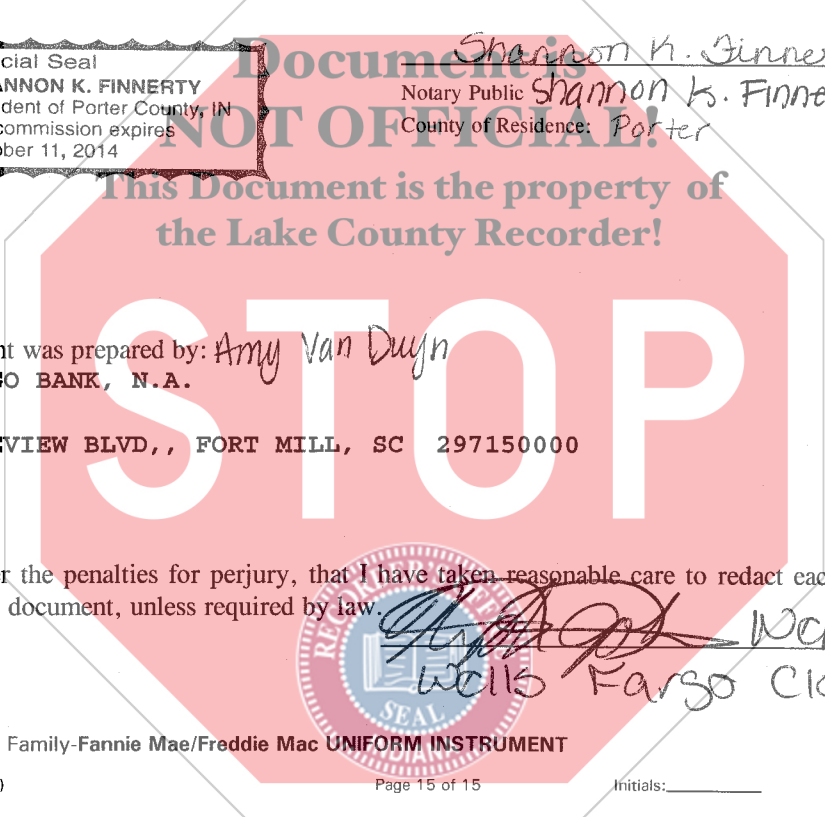 cial Seal
ANNON K. FINNERTY
dent of Porter County, IN
commission expires
ber 11, 2014
Shannon K. Finne
Notary Public Shannon K. Finne
County of Residence: Porter
Document is
NOT OFFICIAL!
This Document is the property of
the Lake County Recorder!
STOP
nt was prepared by: Amy Van Duyn
O BANK, N.A.
VIEW BLVD,, FORT MILL, SC 297150000
r the penalties for perjury, that I have taken reasonable care to redact eac
document, unless required by law.
Wells Fargo Clo
RECORDER OFFICE
SEAL
INDIANA
Family-Fannie Mae/Freddie Mac UNIFORM INSTRUMENT
) Page 15 of 15 Initials: